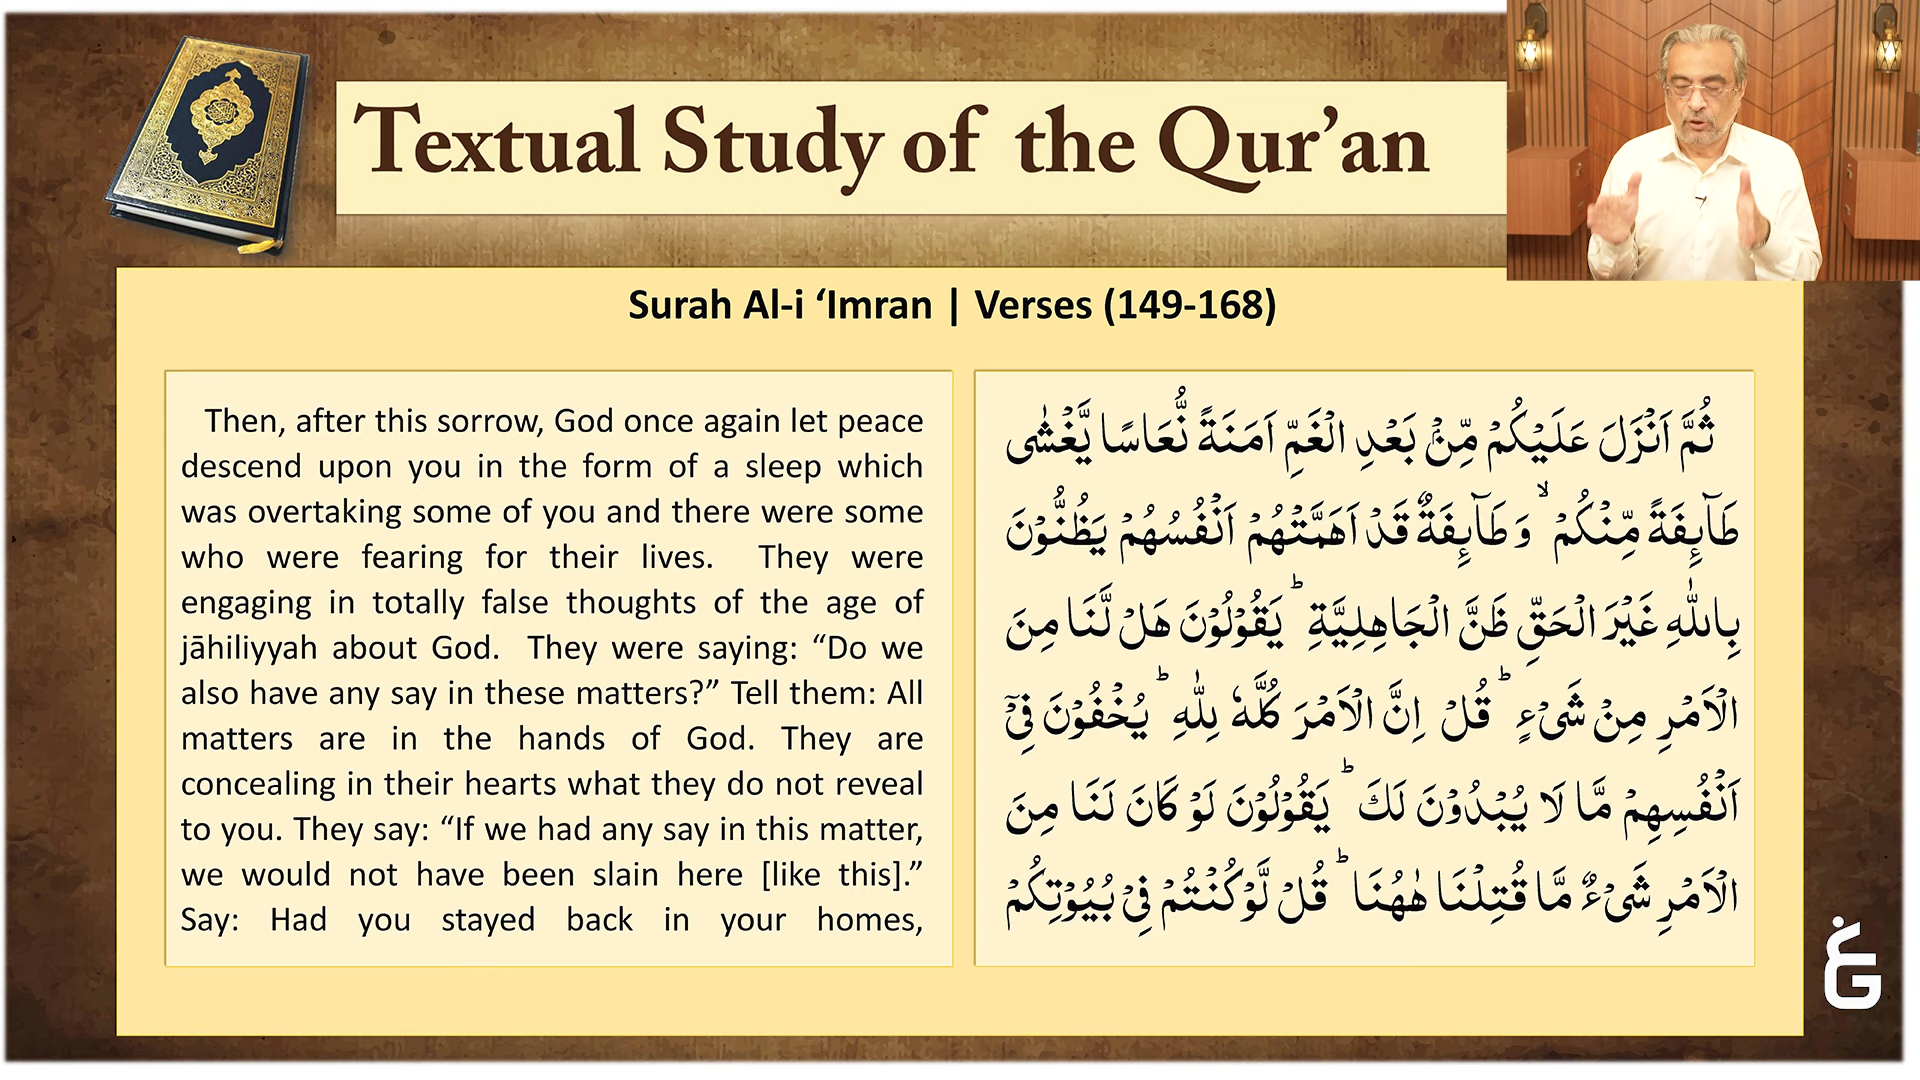 Textual Study of the Qur’an
Surah Al-i ‘Imran | Verses (149-168)
Then, after this sorrow, God once again let peace
descend upon you in the form of a sleep which
was overtaking some of you and there were some
who were fearing for their lives. They were
engaging in totally false thoughts of the age of
jāhiliyyah about God. They were saying: “Do we
also have any say in these matters?” Tell them: All
matters are in the hands of God. They are
concealing in their hearts what they do not reveal
to you. They say: “If we had any say in this matter,
we would not have been slain here [like this].”
Say: Had you stayed back in your homes,
ثُمَّ اَنْزَلَ عَلَيْكُمْ مِّنْۢ بَعْدِ الْغَمِّ اَمَنَةً نُّعَاسًا يَّغْشٰى
طَآىِٕفَةً مِّنْكُمْ ۙ وَ طَآىِٕفَةٌ قَدْ اَهَمَّتْهُمْ اَنْفُسُهُمْ يَظُنُّوْنَ
بِاللّٰهِ غَيْرَ الْحَقِّ ظَنَّ الْجَاهِلِيَّةِ ؕ يَقُوْلُوْنَ هَلْ لَّنَا مِنَ
الْاَمْرِ مِنْ شَیْءٍ ؕ قُلْ اِنَّ الْاَمْرَ كُلَّهٗ لِلّٰهِ ؕ يُخْفُوْنَ فِیْۤ
اَنْفُسِهِمْ مَّا لَا يُبْدُوْنَ لَكَ ؕ يَقُوْلُوْنَ لَوْ كَانَ لَنَا مِنَ
الْاَمْرِ شَیْءٌ مَّا قُتِلْنَا هٰهُنَا ؕ قُلْ لَّوْ كُنْتُمْ فِیْ بُيُوْتِكُمْ